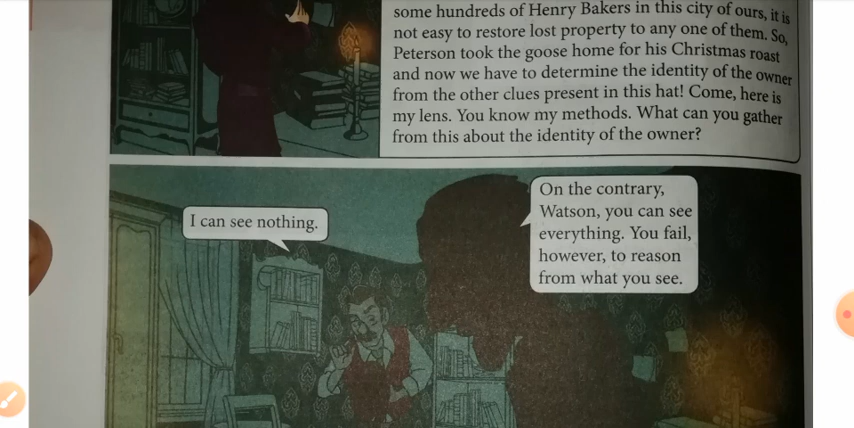 some hundreds of Henry Bakers in this city of ours, it is
not easy to restore lost property to any one of them. So,
Peterson took the goose home for his Christmas roast
and now we have to determine the identity of the owner
from the other clues present in this hat! Come, here is
my lens. You know my methods. What can you gather
from this about the identity of the owner?
I can see nothing.
On the contrary,
Watson, you can see
everything. You fail,
however, to reason
from what you see.